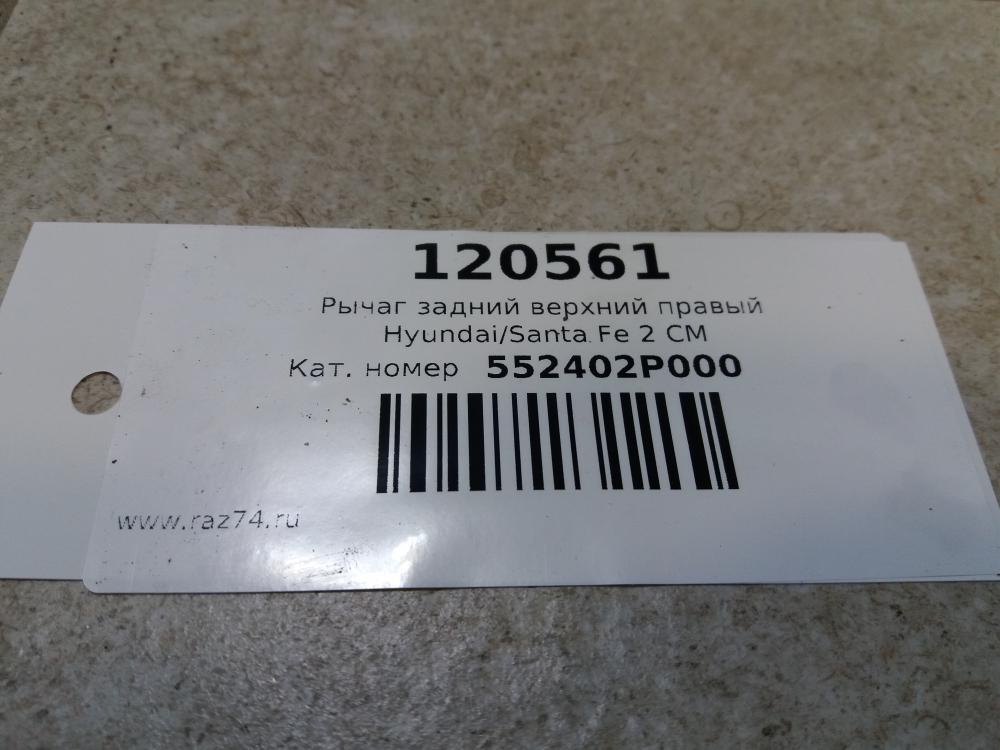 120561
Рычаг задний верхний правый
Hyundai/Santa Fe 2 CM
Кат. номер 552402P000
www.raz74.ru